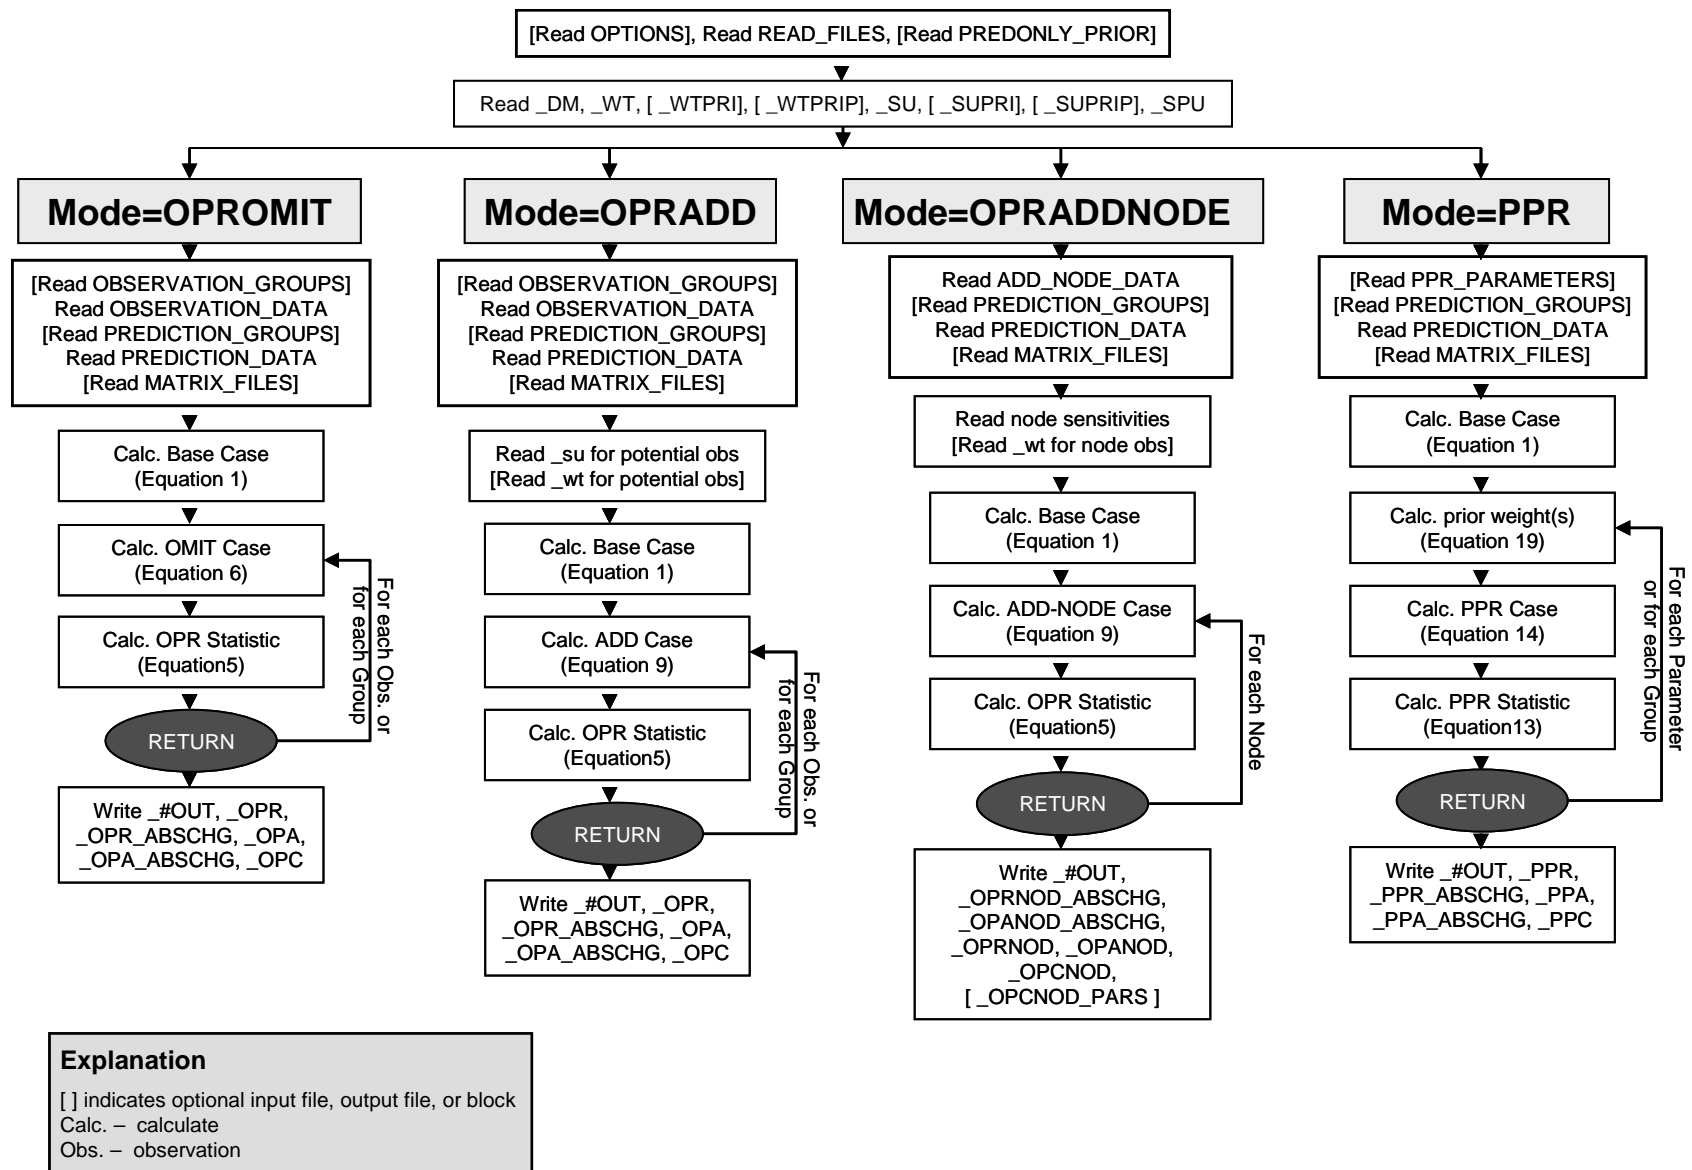 [Read OPTIONS], Read READ_FILES, [Read PREDONLY_PRIOR]
Read _DM, _WT, [ _WTPRI], [ _WTPRIP], _SU, [ _SUPRI], [ _SUPRIP], _SPU
Mode=OPROMIT
[Read OBSERVATION_GROUPS]
Read OBSERVATION_DATA
[Read PREDICTION_GROUPS]
Read PREDICTION_DATA
[Read MATRIX_FILES]
Calc. Base Case
(Equation 1)
Calc. OMIT Case
(Equation 6)
Calc. OPR Statistic
(Equation5)
For each Obs. or
for each Group
RETURN
Write _#OUT, _OPR,
_OPR_ABSCHG, _OPA,
_OPA_ABSCHG, _OPC
Mode=OPRADD
[Read OBSERVATION_GROUPS]
Read OBSERVATION_DATA
[Read PREDICTION_GROUPS]
Read PREDICTION_DATA
[Read MATRIX_FILES]
Read _su for potential obs
[Read _wt for potential obs]
Calc. Base Case
(Equation 1)
Calc. ADD Case
(Equation 9)
Calc. OPR Statistic
(Equation5)
For each Obs. or
for each Group
RETURN
Write _#OUT, _OPR,
_OPR_ABSCHG, _OPA,
_OPA_ABSCHG, _OPC
Mode=OPRADDNODE
Read ADD_NODE_DATA
[Read PREDICTION_GROUPS]
Read PREDICTION_DATA
[Read MATRIX_FILES]
Read node sensitivities
[Read _wt for node obs]
Calc. Base Case
(Equation 1)
Calc. ADD-NODE Case
(Equation 9)
Calc. OPR Statistic
(Equation5)
For each Node
RETURN
Write _#OUT,
_OPRNOD_ABSCHG,
_OPANOD_ABSCHG,
_OPRNOD, _OPANOD,
_OPCNOD,
[ _OPCNOD_PARS ]
Mode=PPR
[Read PPR_PARAMETERS]
[Read PREDICTION_GROUPS]
Read PREDICTION_DATA
[Read MATRIX_FILES]
Calc. Base Case
(Equation 1)
Calc. prior weight(s)
(Equation 19)
Calc. PPR Case
(Equation 14)
Calc. PPR Statistic
(Equation13)
For each Parameter
or for each Group
RETURN
Write _#OUT, _PPR,
_PPR_ABSCHG, _PPA,
_PPA_ABSCHG, _PPC
Explanation
[ ] indicates optional input file, output file, or block
Calc. – calculate
Obs. – observation